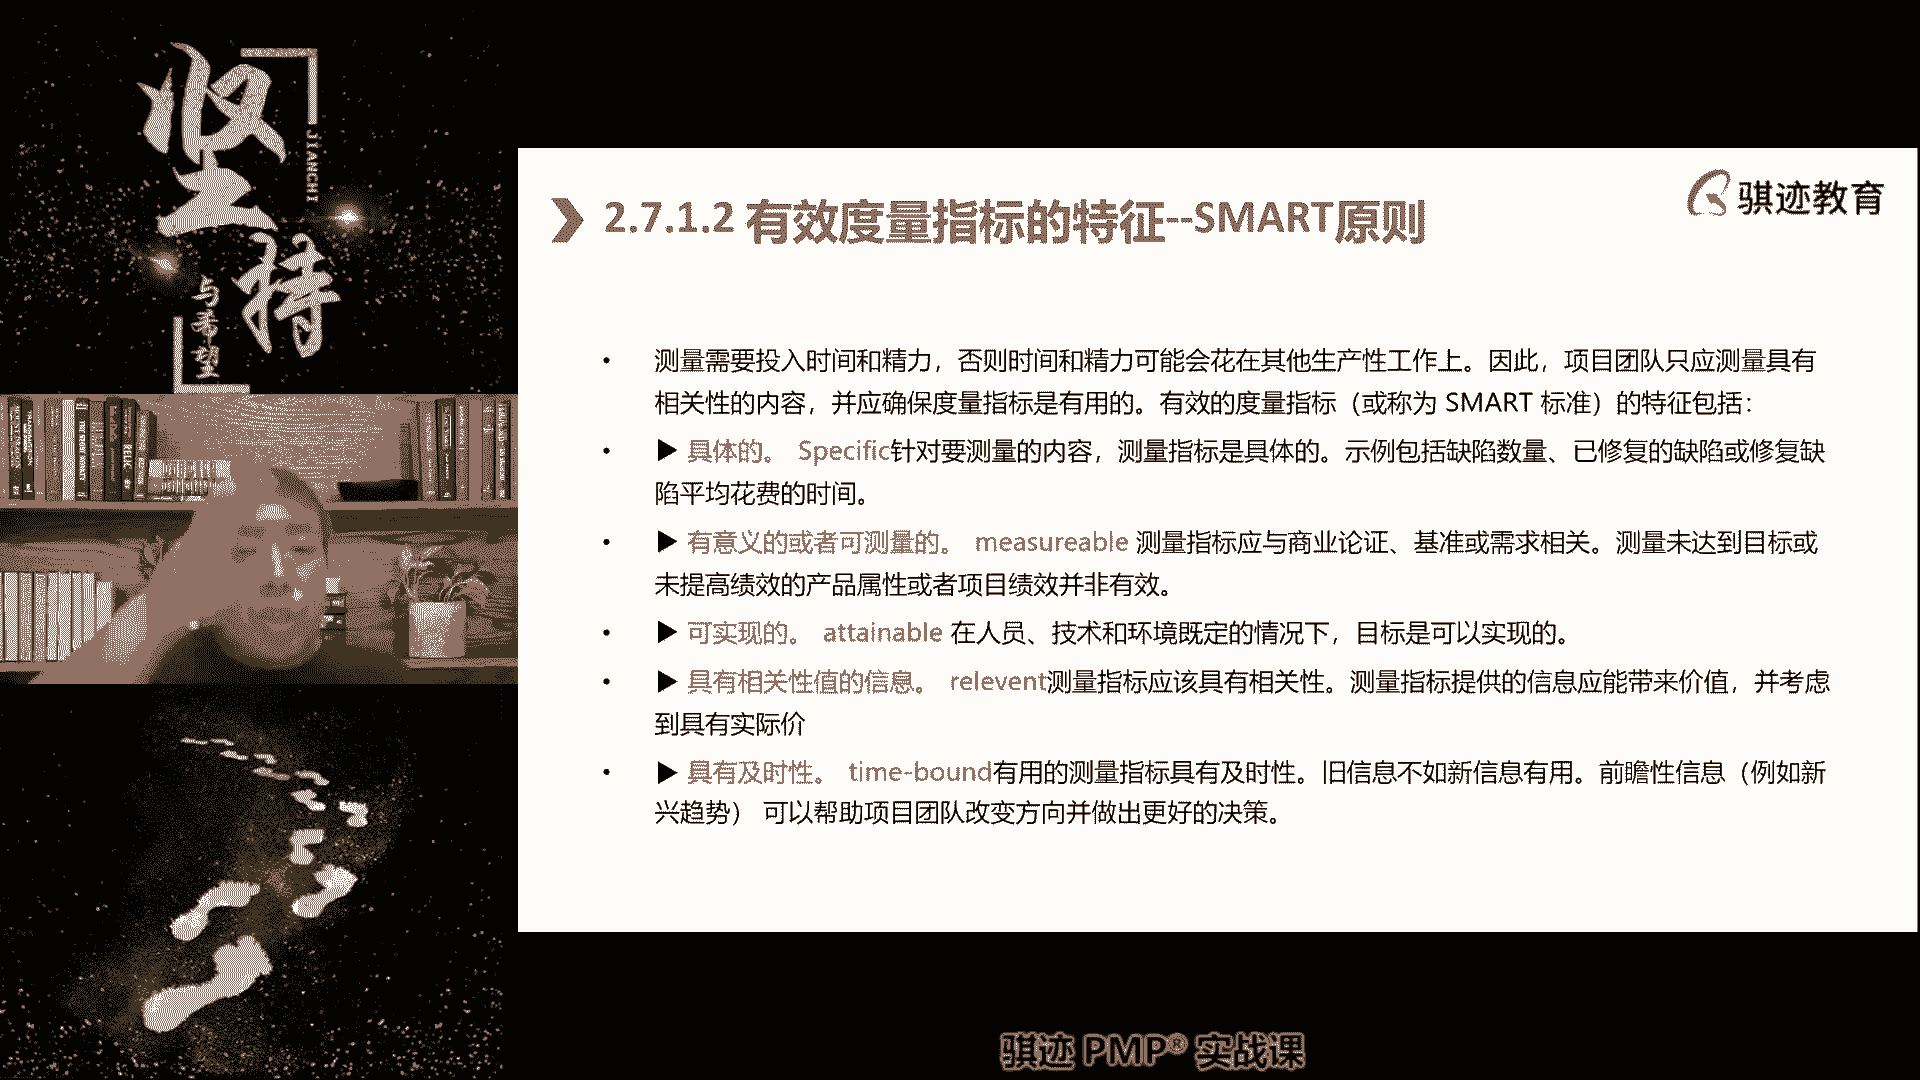 坚持
JIANCHI
与希望
骐迹教育
2.7.1.2 有效度量指标的特征--SMART原则
• 测量需要投入时间和精力，否则时间和精力可能会花在其他生产性工作上。因此，项目团队只应测量具有
相关性的内容，并应确保度量指标是有用的。有效的度量指标（或称为 SMART 标准）的特征包括：
• ▶ 具体的。 Specific针对要测量的内容，测量指标是具体的。示例包括缺陷数量、已修复的缺陷或修复缺
陷平均花费的时间。
• ▶ 有意义的或者可测量的。 measureable 测量指标应与商业论证、基准或需求相关。测量未达到目标或
未提高绩效的产品属性或者项目绩效并非有效。
• ▶ 可实现的。 attainable 在人员、技术和环境既定的情况下，目标是可以实现的。
• ▶ 具有相关性值的信息。 relevent测量指标应该具有相关性。测量指标提供的信息应能带来价值，并考虑
到具有实际价
• ▶ 具有及时性。 time-bound有用的测量指标具有及时性。旧信息不如新信息有用。前瞻性信息（例如新
兴趋势） 可以帮助项目团队改变方向并做出更好的决策。
骐迹 PMP® 实战课